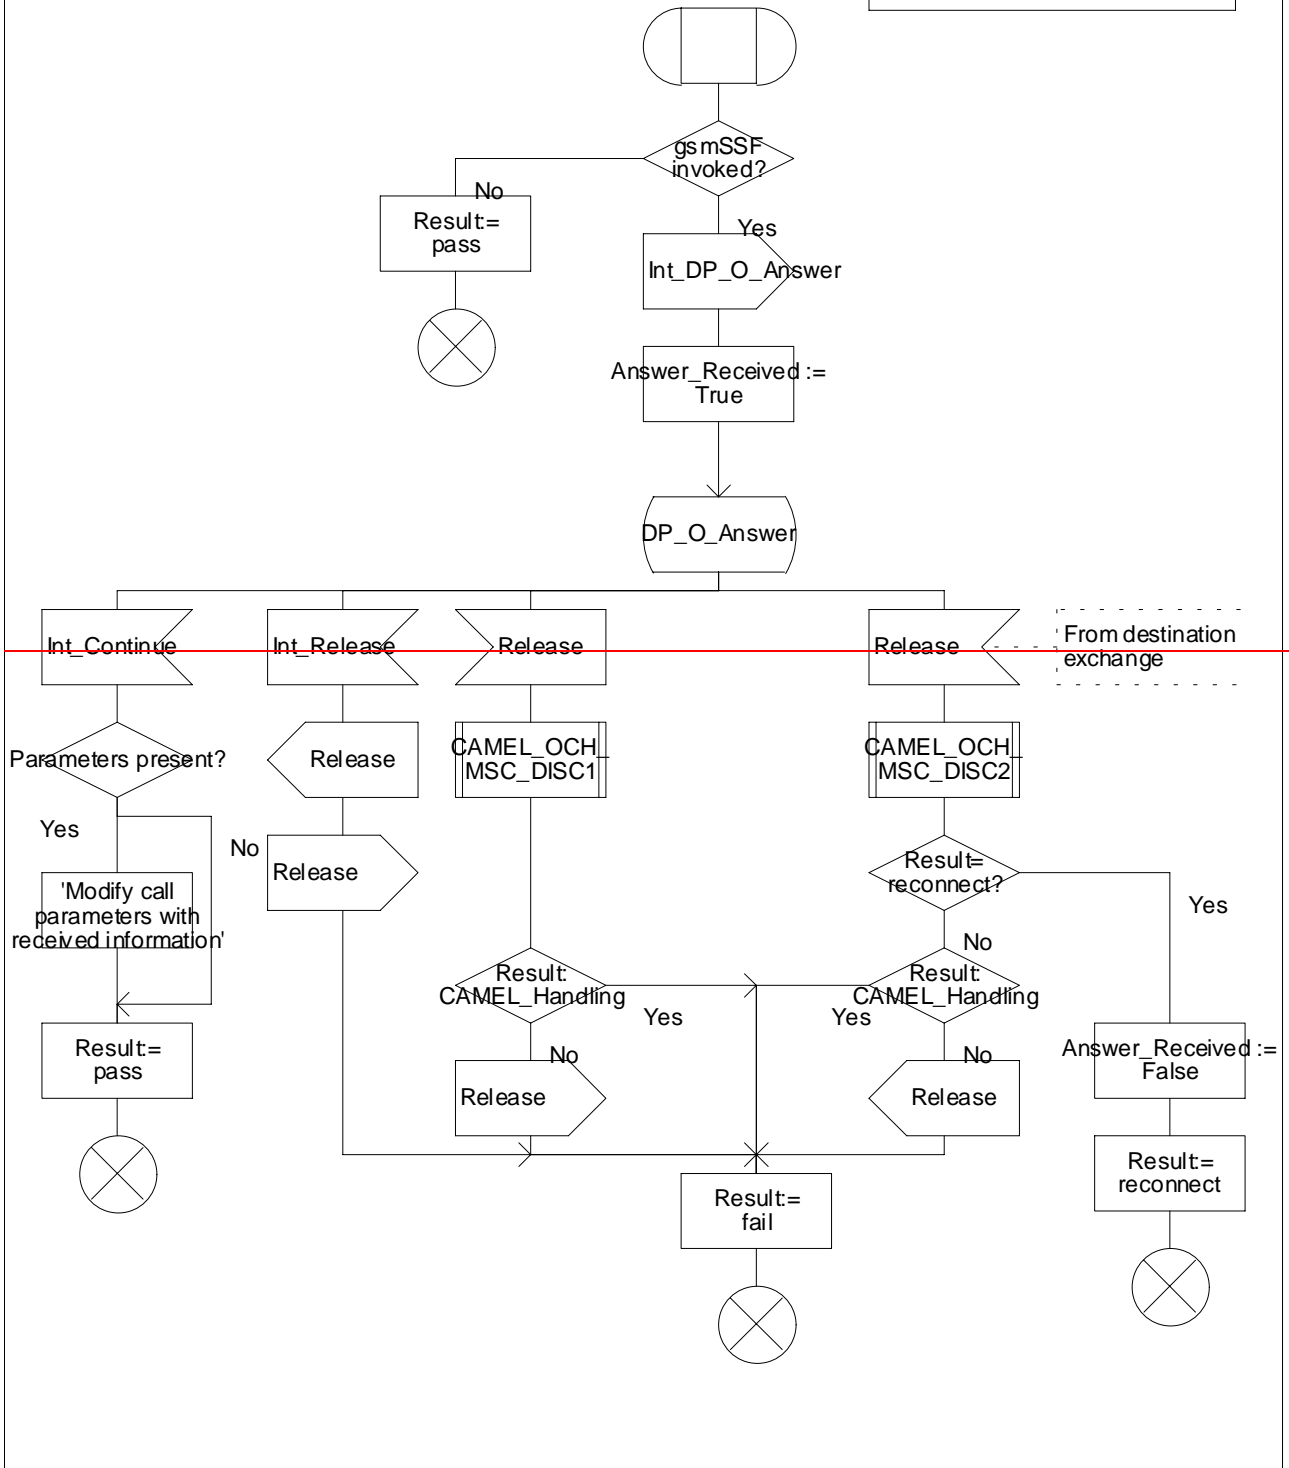 gsmSSF
invoked?
No
Result:=
pass
Yes
Int_DP_O_Answer
Answer_Received :=
True
DP_O_Answer
Int_Continue
Int_Release
Release
Release
From destination
exchange
Parameters present?
Release
CAMEL_OCH_
MSC_DISC1
CAMEL_OCH_
MSC_DISC2
Yes
No
Release
Result=
reconnect?
Yes
'Modify call
parameters with
received information'
No
Result:
CAMEL_Handling
Yes
Result:
CAMEL_Handling
Yes
Result:=
pass
No
Release
No
Release
Answer_Received :=
False
Result:=
fail
Result:=
reconnect